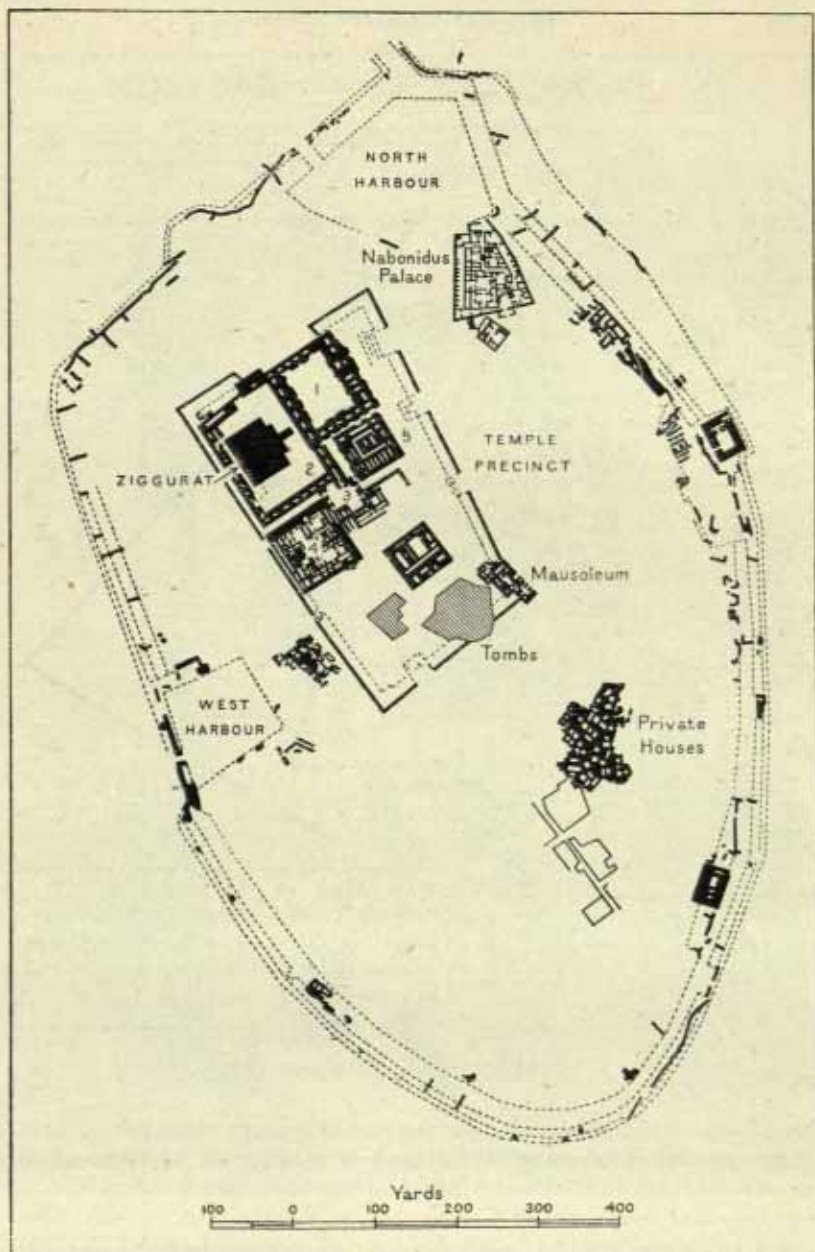 NORTH
HARBOUR
Nabonidus
Palace
1
5
TEMPLE
PRECINCT
ZIGGURAT
2
3
4
Mausoleum
Tombs
WEST
HARBOUR
Private
Houses
Yards
100 0 100 200 300 400